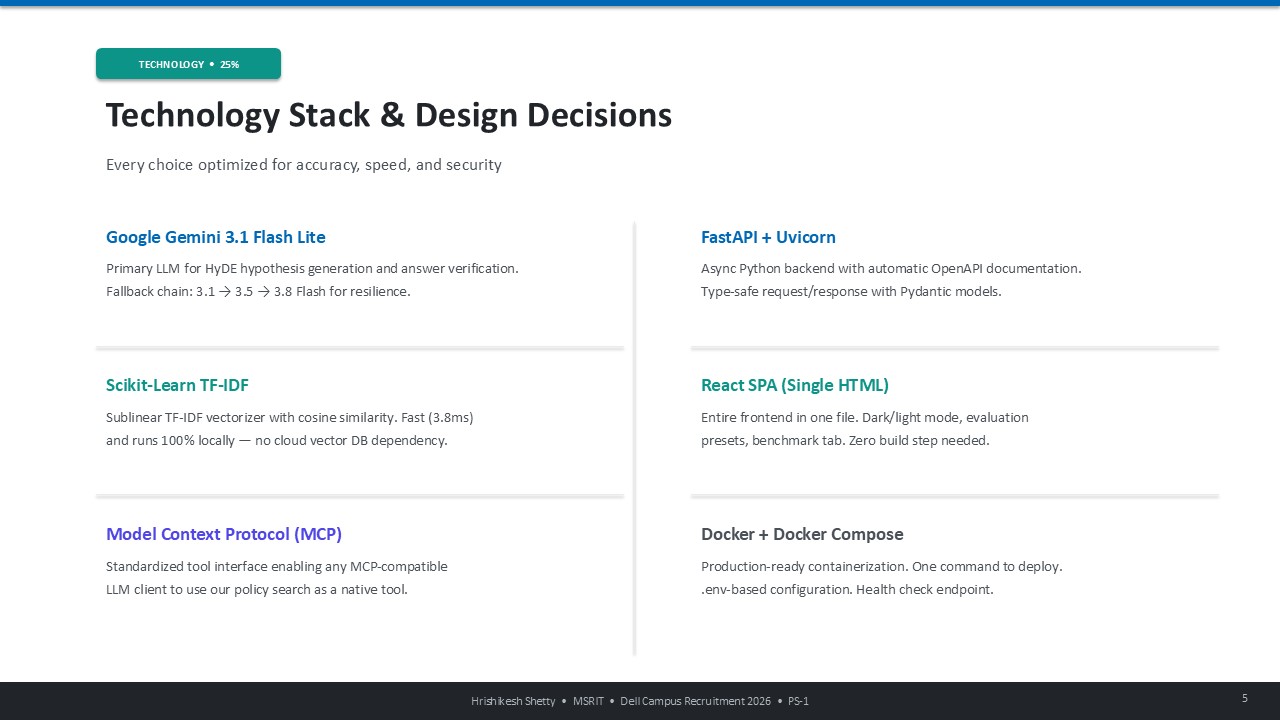 TECHNOLOGY • 25%
Technology Stack & Design Decisions
Every choice optimized for accuracy, speed, and security
Google Gemini 3.1 Flash Lite
Primary LLM for HyDE hypothesis generation and answer verification.
Fallback chain: 3.1 → 3.5 → 3.8 Flash for resilience.
Scikit-Learn TF-IDF
Sublinear TF-IDF vectorizer with cosine similarity. Fast (3.8ms)
and runs 100% locally — no cloud vector DB dependency.
Model Context Protocol (MCP)
Standardized tool interface enabling any MCP-compatible
LLM client to use our policy search as a native tool.
FastAPI + Uvicorn
Async Python backend with automatic OpenAPI documentation.
Type-safe request/response with Pydantic models.
React SPA (Single HTML)
Entire frontend in one file. Dark/light mode, evaluation
presets, benchmark tab. Zero build step needed.
Docker + Docker Compose
Production-ready containerization. One command to deploy.
.env-based configuration. Health check endpoint.
Hrishikesh Shetty • MSRIT • Dell Campus Recruitment 2026 • PS-1
5